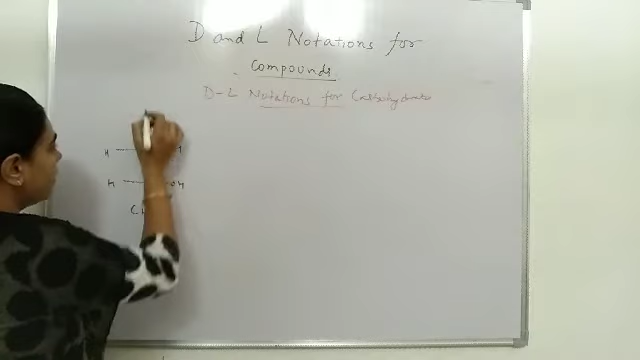 D and L Notations for
Compounds
D-L Notations for Carbohydrates
H
H OH